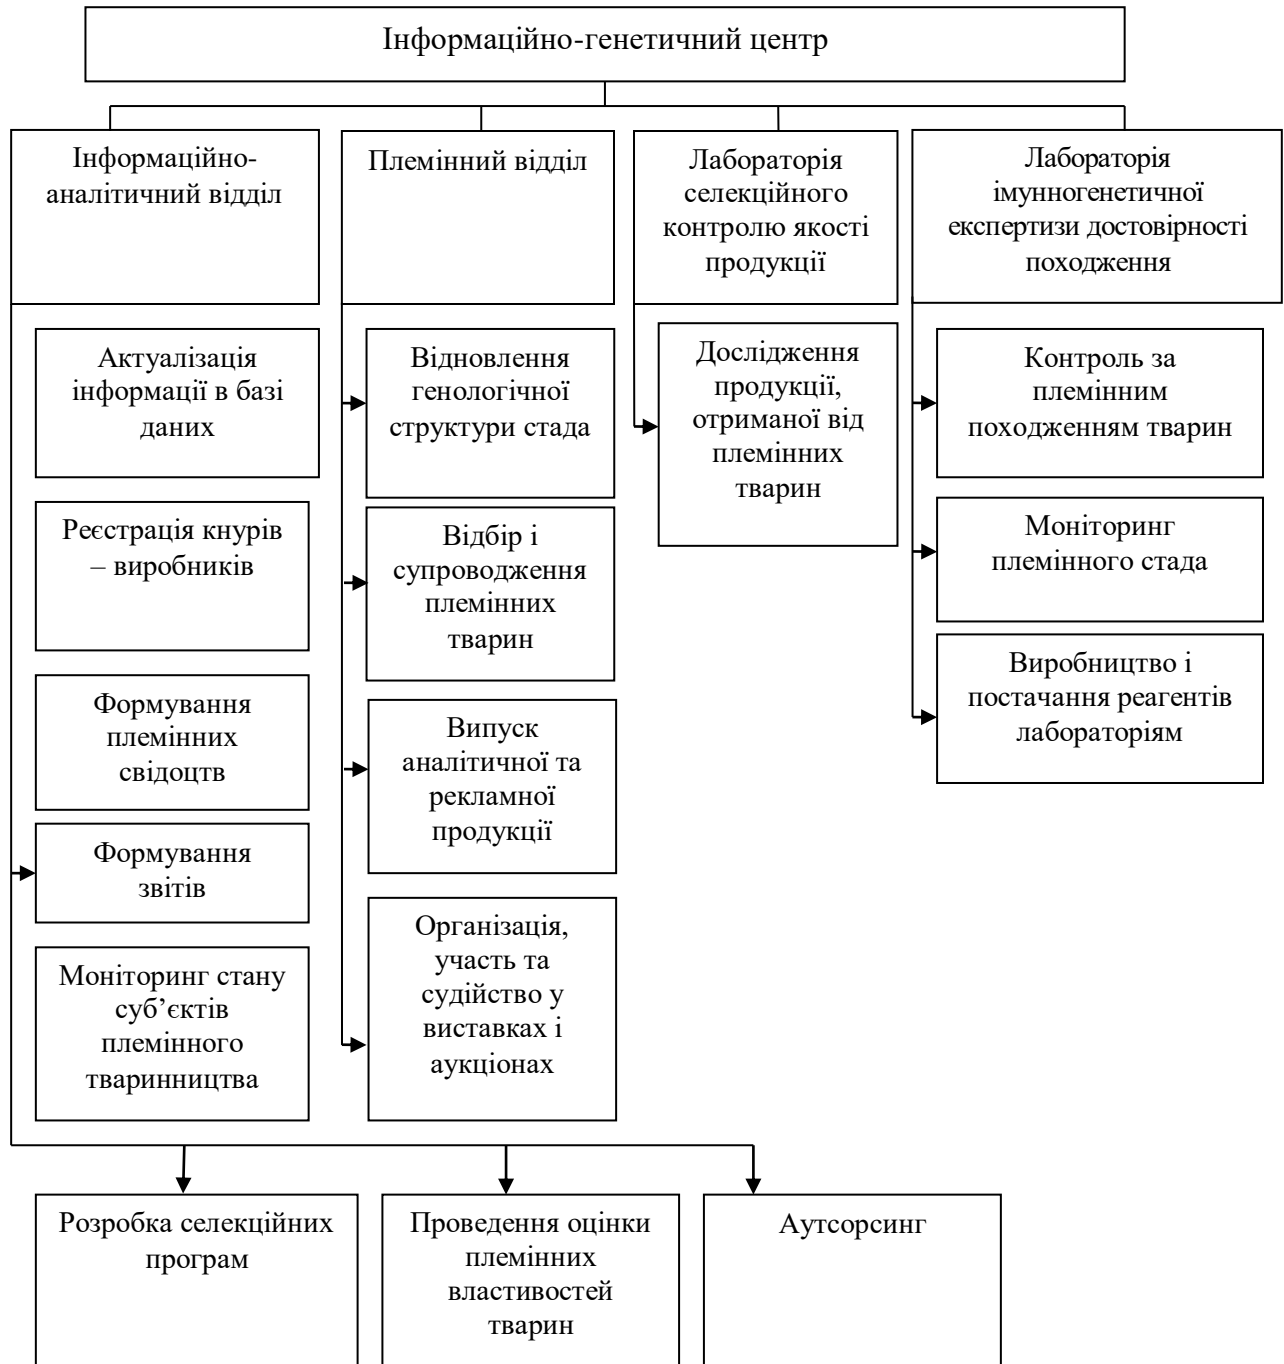 Інформаційно-генетичний центр
Інформаційно-
аналітичний відділ
Племінний відділ
Лабораторія
селекційного
контролю якості
продукції
Лабораторія
імунногенетичної
експертизи достовірності
походження
Актуалізація
інформації в базі
даних
Реєстрація кнурів
– виробників
Формування
племінних
свідоцтв
Формування
звітів
Моніторинг стану
суб’єктів
племінного
тваринництва
Відновлення
генологічної
структури стада
Відбір і
супроводження
племінних
тварин
Випуск
аналітичної та
рекламної
продукції
Організація,
участь та
судійство у
виставках і
аукціонах
Дослідження
продукції,
отриманої від
племінних
тварин
Контроль за
племінним
походженням тварин
Моніторинг
племінного стада
Виробництво і
постачання реагентів
лабораторіям
Розробка селекційних
програм
Проведення оцінки
племінних
властивостей
тварин
Аутсорсинг